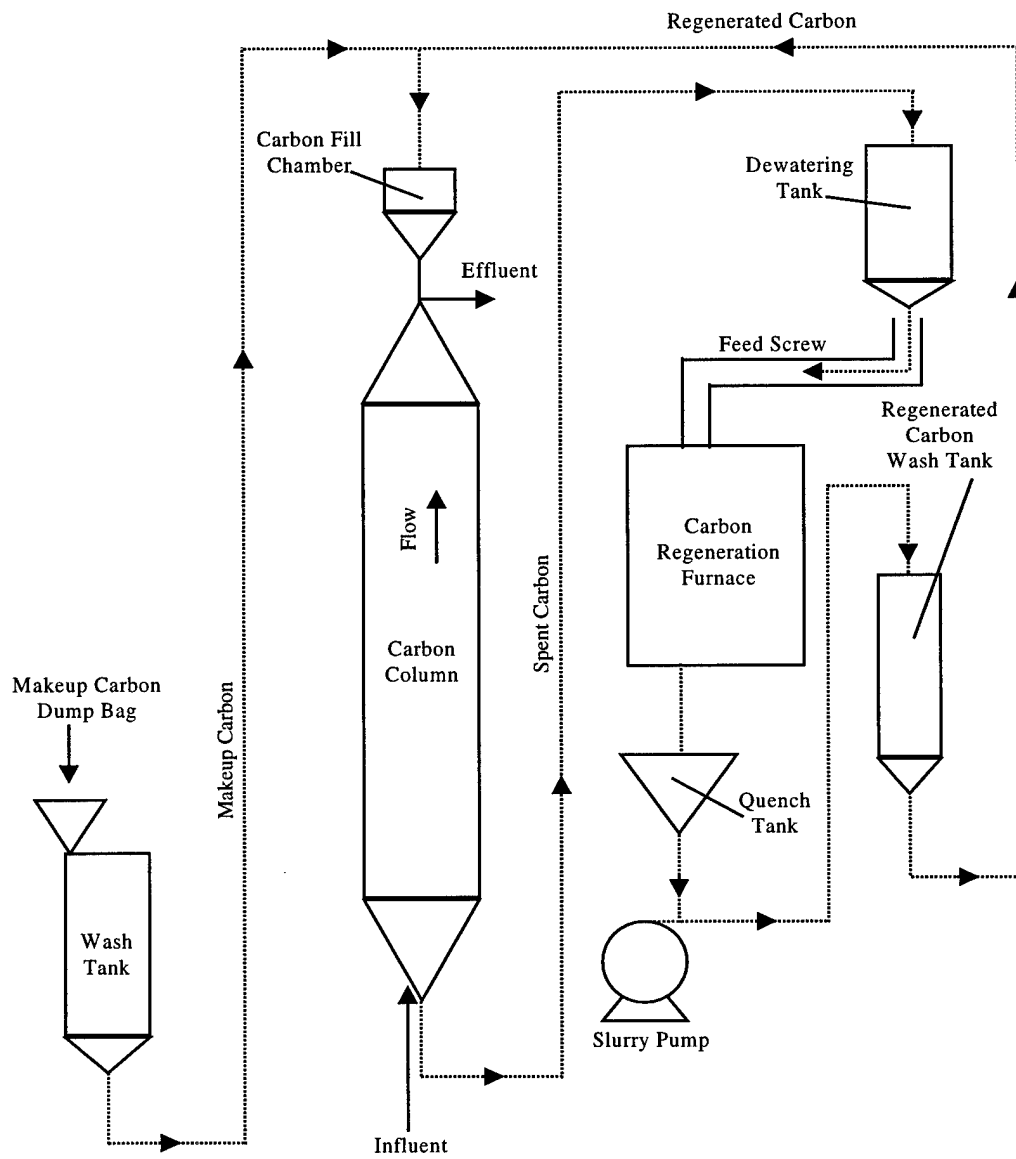 Regenerated Carbon
Carbon Fill
Chamber
Dewatering
Tank
Effluent
Feed Screw
Regenerated
Carbon
Wash Tank
Flow
Carbon
Regeneration
Furnace
Spent Carbon
Carbon
Column
Makeup Carbon
Dump Bag
Makeup Carbon
Quench
Tank
Wash
Tank
Slurry Pump
Influent